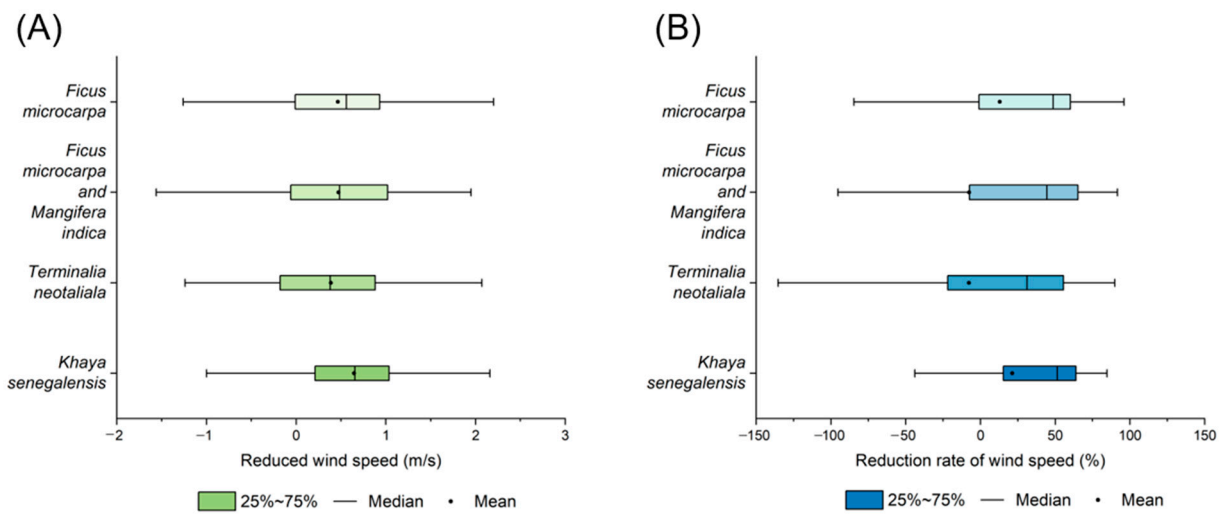 (A)
Ficus
microcarpa
Ficus
microcarpa
and
Mangifera
indica
Terminalia
neotaliala
Khaya
senegalensis
−2
−1
0
1
2
3
Reduced wind speed (m/s)
25%~75%
Median
Mean
(B)
Ficus
microcarpa
Ficus
microcarpa
and
Mangifera
indica
Terminalia
neotaliala
Khaya
senegalensis
−150
−100
−50
0
50
100
150
Reduction rate of wind speed (%)
25%~75%
Median
Mean